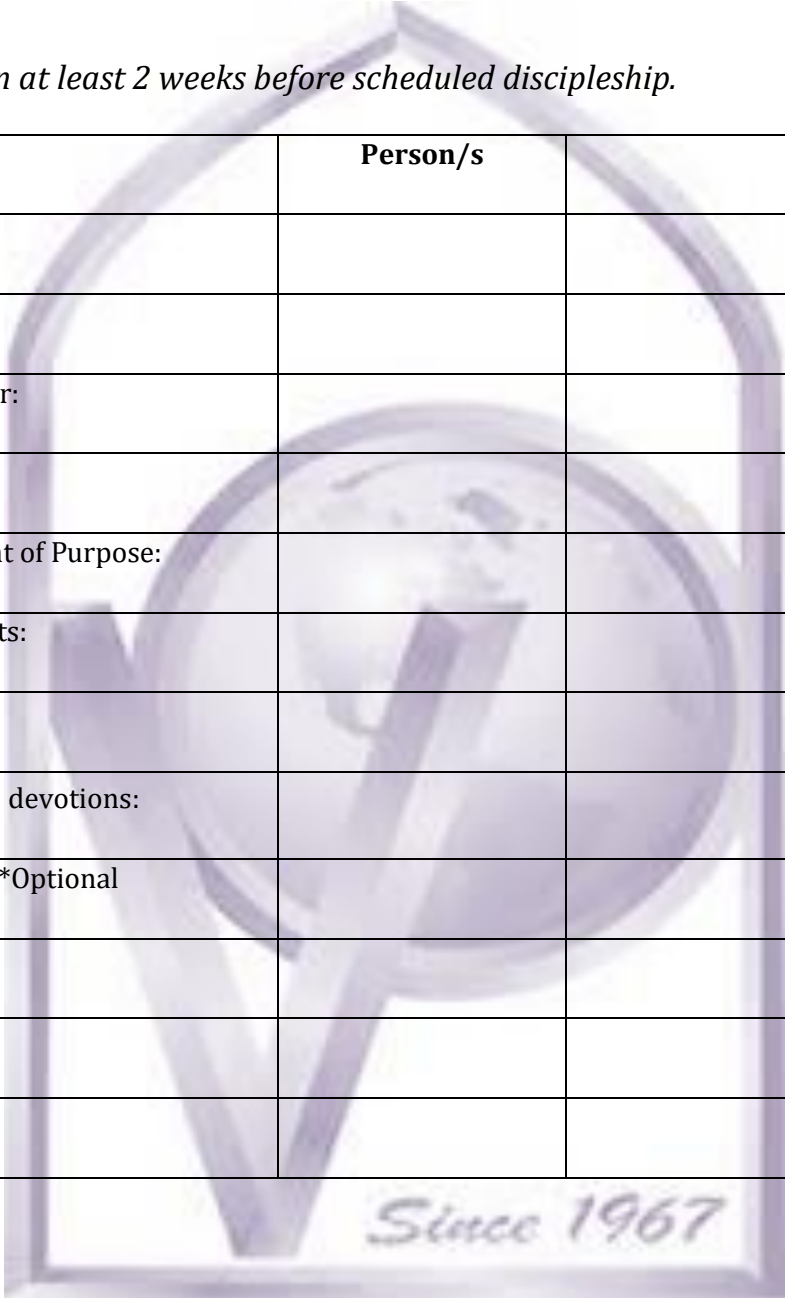 at least 2 weeks before scheduled discipleship.
Person/s
r:
t of Purpose:
ts:
devotions:
*Optional
Since 1967